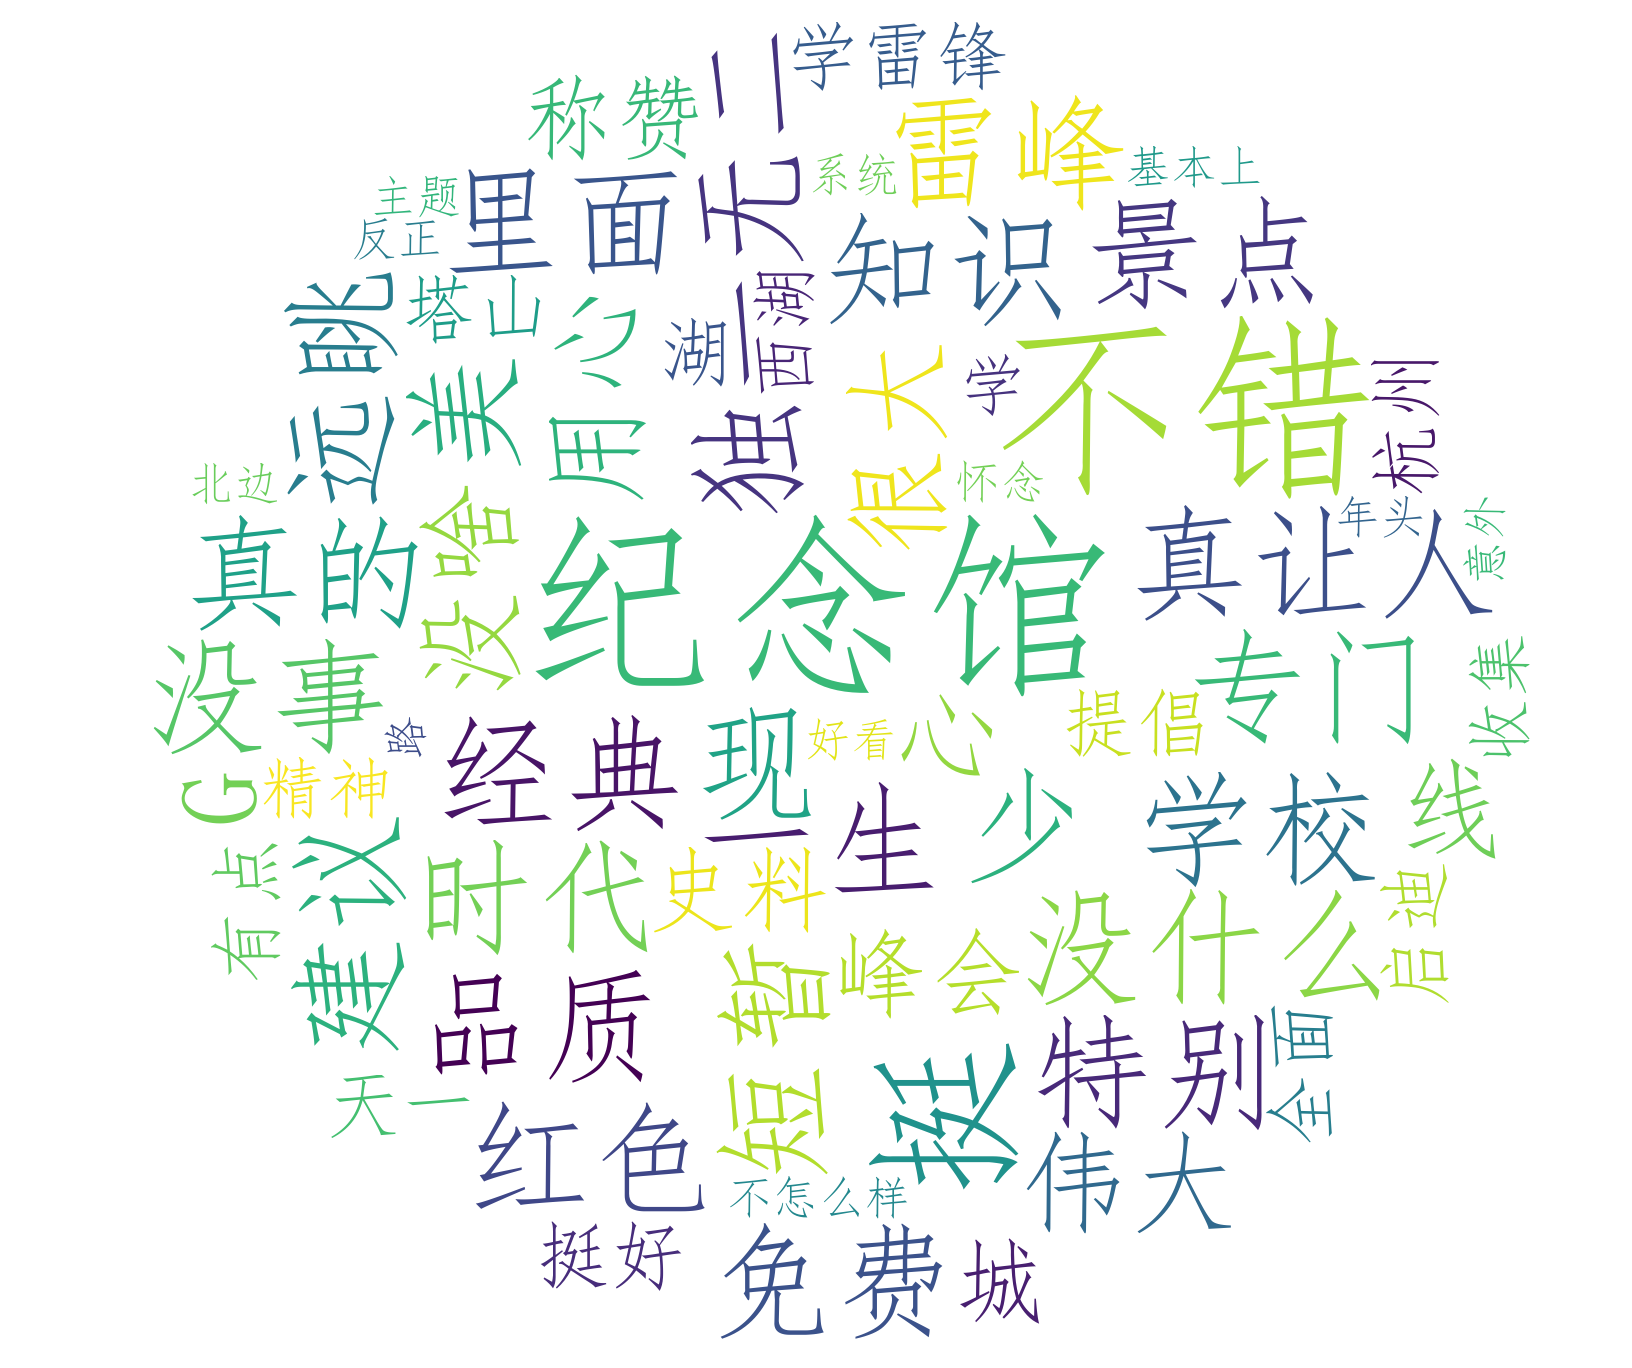 学雷锋
称赞
雷峰
独一无二
系统
基本上
主题
里面
反正
知识
景点
远眺
塔山
用心
西湖
湖
美
很大
学
不错
杭州
北边
没啥
怀念
年头
意外
真的
纪念馆
真让人
没事
专门
收集
路
经典
现
好看
心
提倡
G
精神
一生
少
学校
线
有点
建议
时代
史料
启迪
品质
短暂
峰会
没什么
天一
挺
特别
全面
红色
不怎么样
伟大
挺好
免费
城